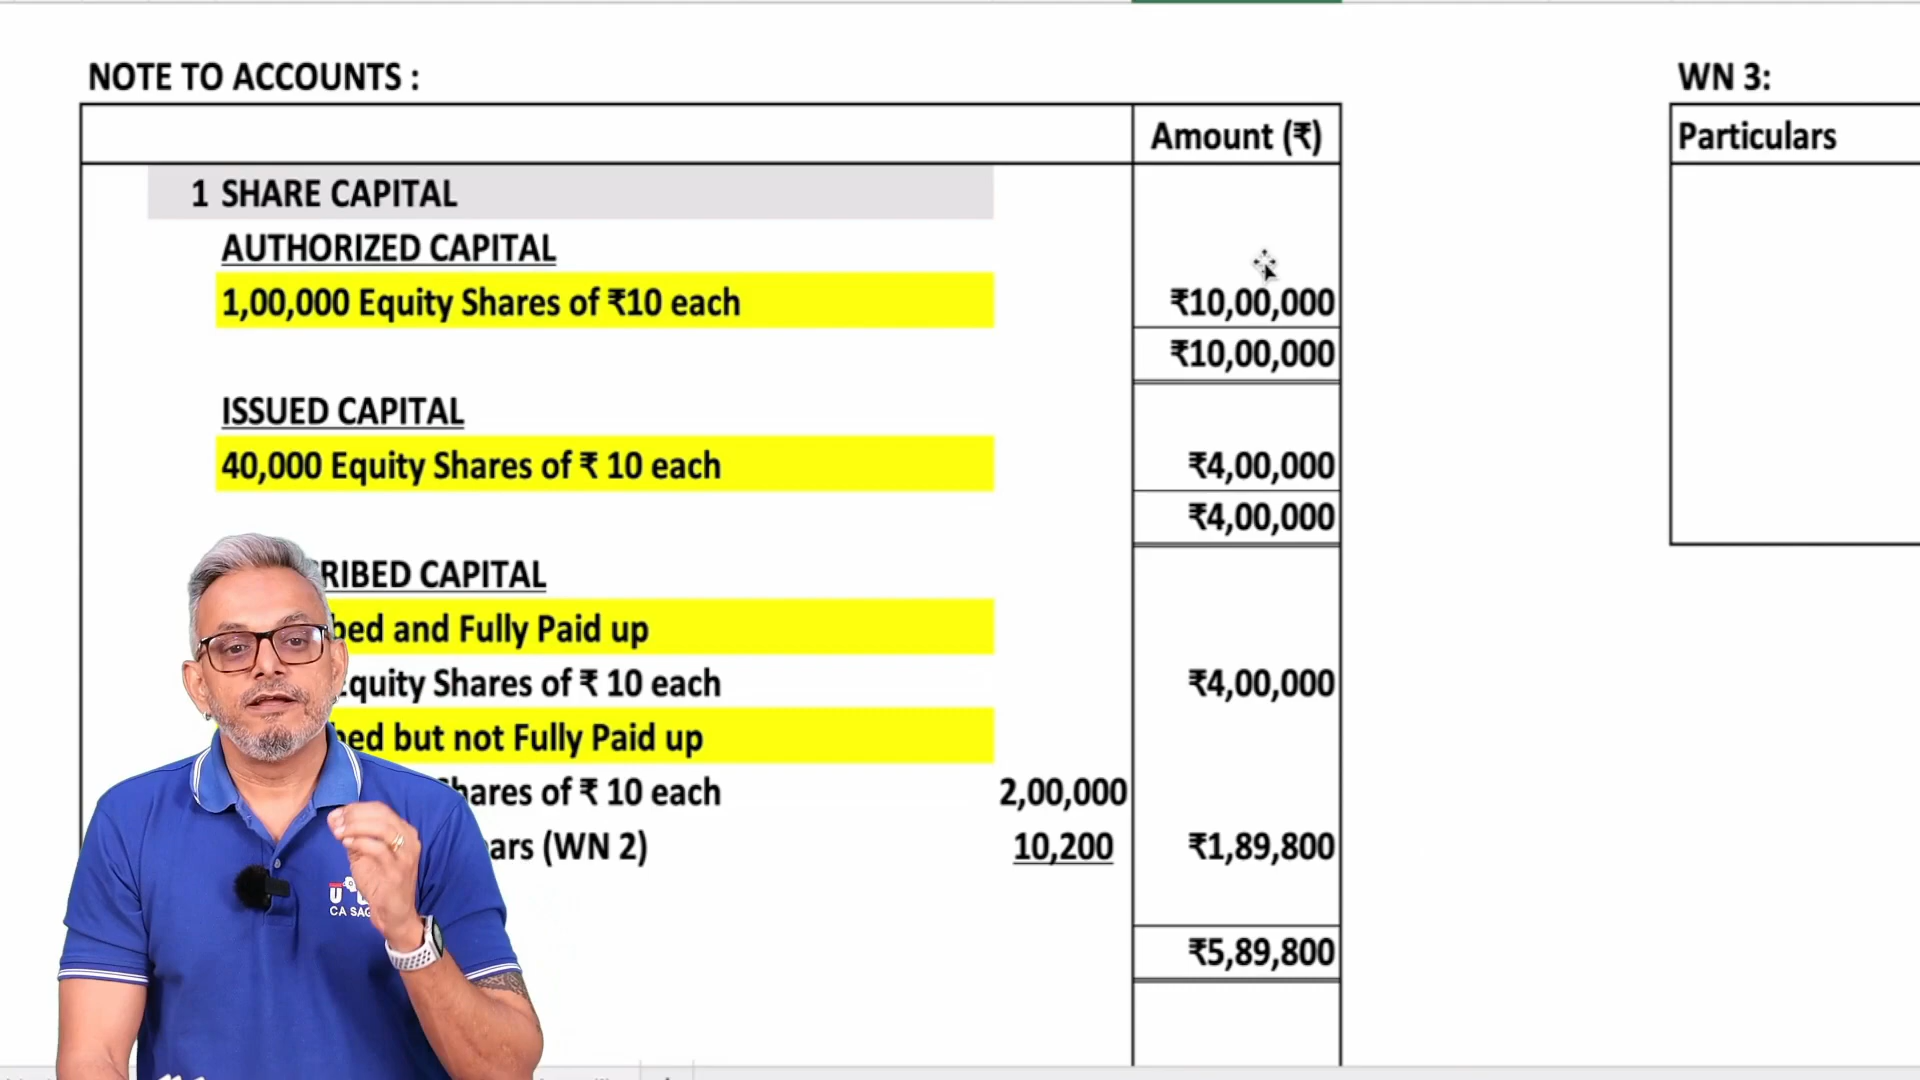 NOTE TO ACCOUNTS :
WN 3:
Amount (₹)
Particulars
1 SHARE CAPITAL
AUTHORIZED CAPITAL
1,00,000 Equity Shares of ₹10 each ₹10,00,000
₹10,00,000
ISSUED CAPITAL
40,000 Equity Shares of ₹ 10 each ₹4,00,000
₹4,00,000
RIBED CAPITAL
bed and Fully Paid up
Equity Shares of ₹ 10 each ₹4,00,000
bed but not Fully Paid up
hares of ₹ 10 each 2,00,000
ars (WN 2) 10,200 ₹1,89,800
₹5,89,800
CA SAG